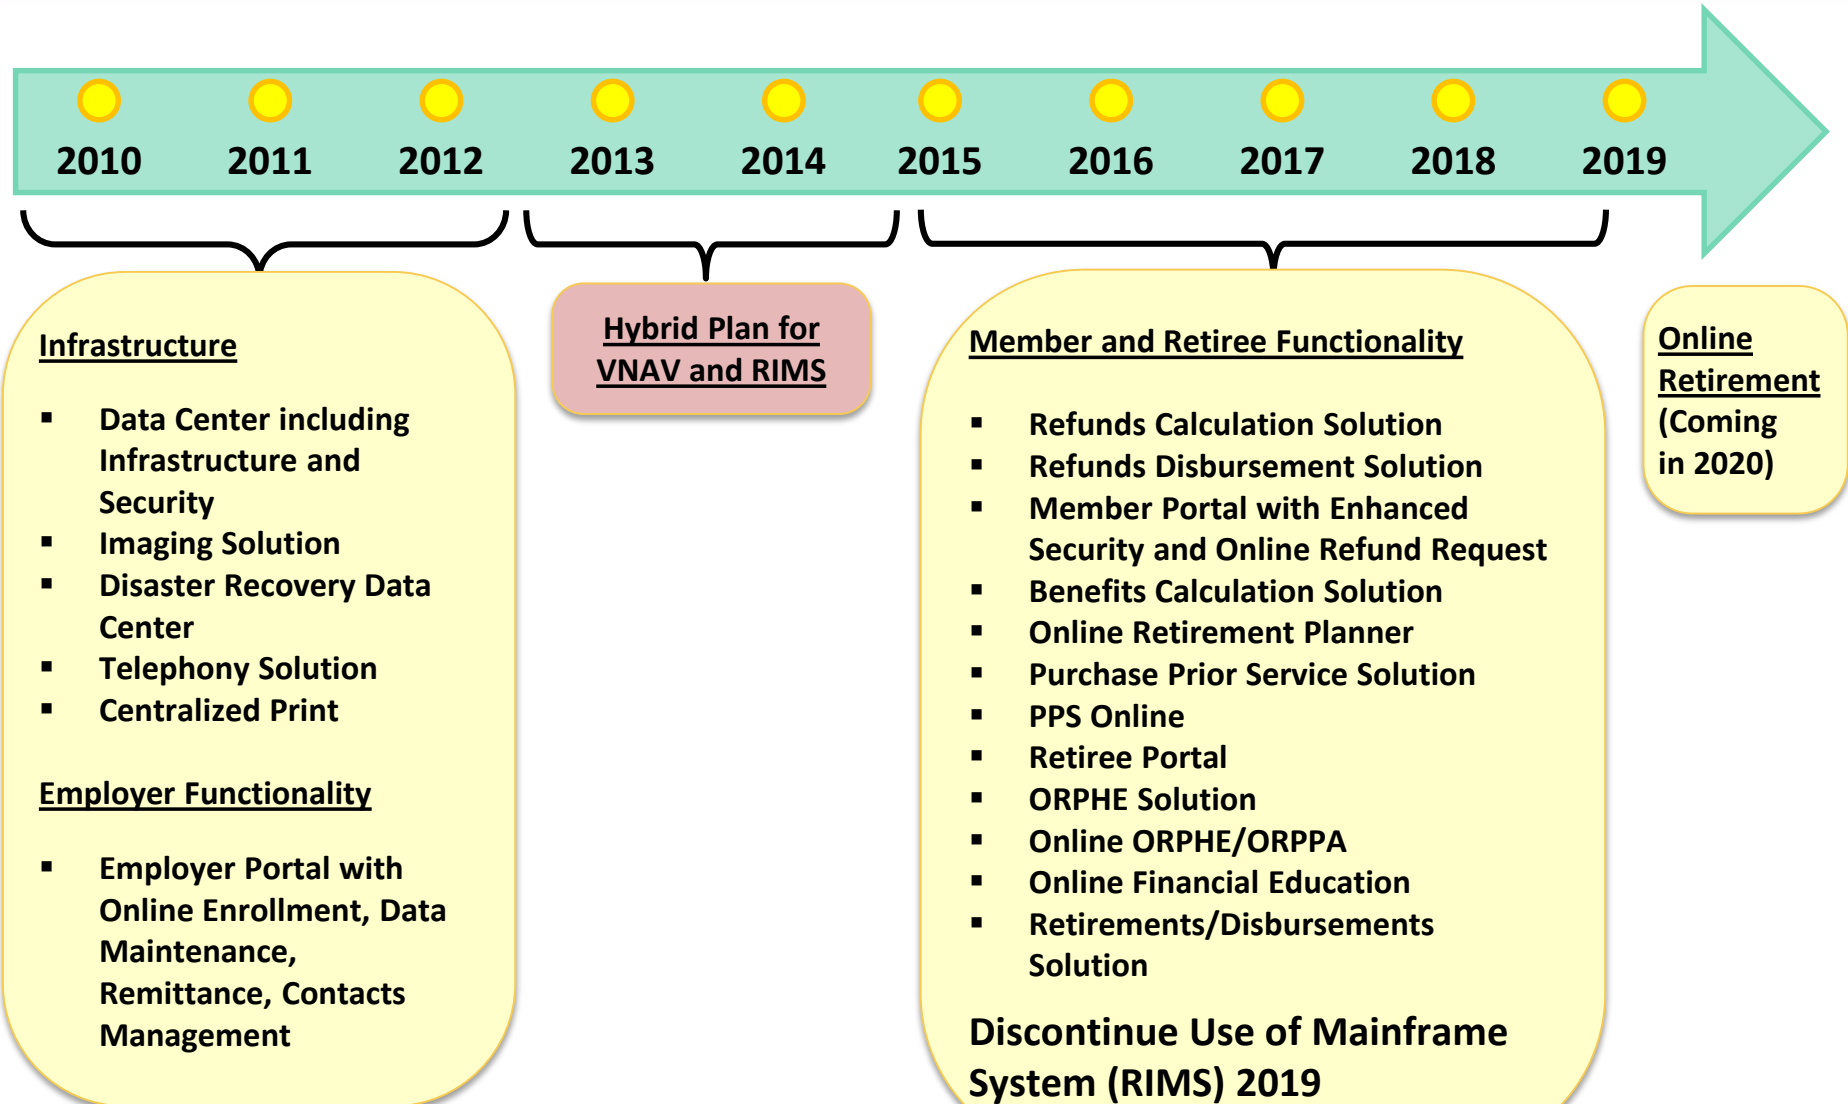 2010 2011 2012 2013 2014 2015 2016 2017 2018 2019
Infrastructure
▪ Data Center including
Infrastructure and
Security
▪ Imaging Solution
▪ Disaster Recovery Data
Center
▪ Telephony Solution
▪ Centralized Print
Employer Functionality
▪ Employer Portal with
Online Enrollment, Data
Maintenance,
Remittance, Contacts
Management
Hybrid Plan for
VNAV and RIMS
Member and Retiree Functionality
▪ Refunds Calculation Solution
▪ Refunds Disbursement Solution
▪ Member Portal with Enhanced
Security and Online Refund Request
▪ Benefits Calculation Solution
▪ Online Retirement Planner
▪ Purchase Prior Service Solution
▪ PPS Online
▪ Retiree Portal
▪ ORPHE Solution
▪ Online ORPHE/ORPPA
▪ Online Financial Education
▪ Retirements/Disbursements
Solution
Discontinue Use of Mainframe
System (RIMS) 2019
Online
Retirement
(Coming
in 2020)